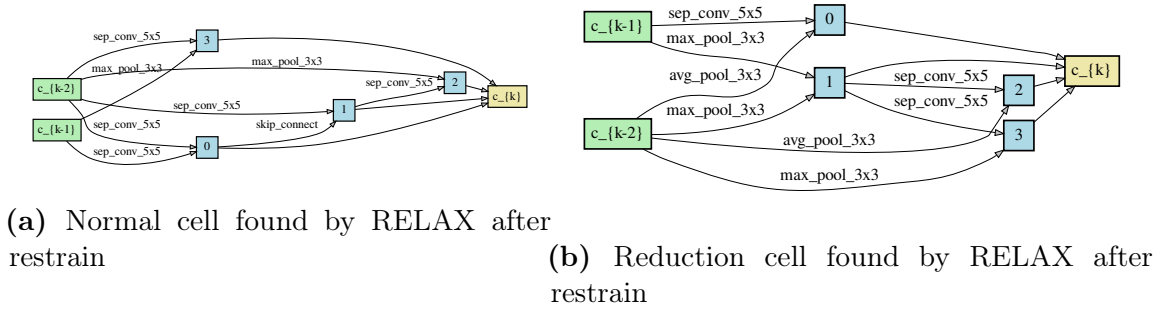 sep_conv_5x5
3
max_pool_3x3
max_pool_3x3
c_{k-2}
sep_conv_5x5
2
c_{k}
sep_conv_5x5
1
c_{k-1}
sep_conv_5x5
skip_connect
0
sep_conv_5x5
(a) Normal cell found by RELAX after
restrain
c_{k-1}
sep_conv_5x5
0
max_pool_3x3
avg_pool_3x3
1
sep_conv_5x5
c_{k}
2
max_pool_3x3
sep_conv_5x5
c_{k-2}
avg_pool_3x3
3
max_pool_3x3
(b) Reduction cell found by RELAX after
restrain